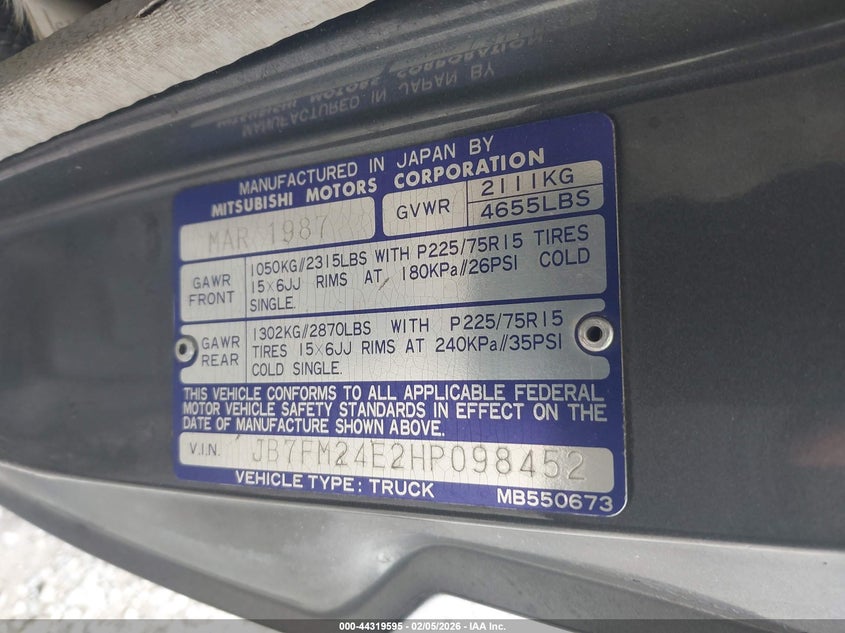 MANUFACTURED IN JAPAN BY
MITSUBISHI MOTORS CORPORATION
MAR 1987
GVWR 2111KG
4655LBS
GAWR FRONT
1050KG//2315LBS WITH P225/75R15 TIRES
15×6JJ RIMS AT 180KPa//26PSI COLD
SINGLE.
GAWR REAR
1302KG//2870LBS WITH P225/75R15
TIRES 15×6JJ RIMS AT 240KPa//35PSI
COLD SINGLE.
THIS VEHICLE CONFORMS TO ALL APPLICABLE FEDERAL
MOTOR VEHICLE SAFETY STANDARDS IN EFFECT ON THE
DATE OF MANUFACTURE SHOWN ABOVE.
V.I.N. JB7FM24E2HP098452
VEHICLE TYPE: TRUCK MB550673
000-44319595 - 02/05/2026 - IAA Inc.